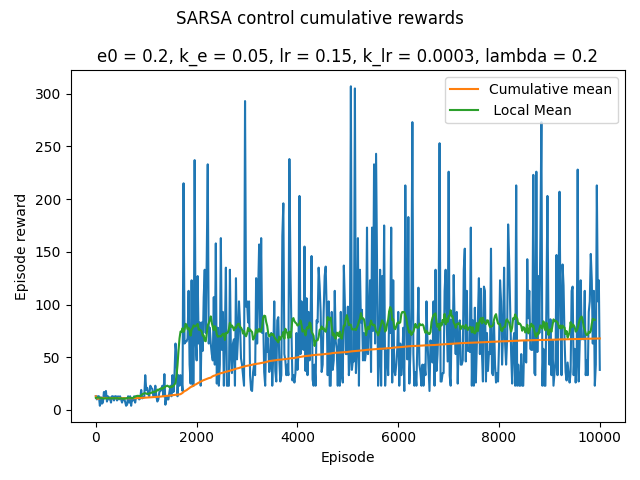 SARSA control cumulative rewards
e0 = 0.2, k_e = 0.05, lr = 0.15, k_lr = 0.0003, lambda = 0.2
Cumulative mean
Local Mean
300
250
200
150
100
50
0
Episode reward
0 2000 4000 6000 8000 10000
Episode